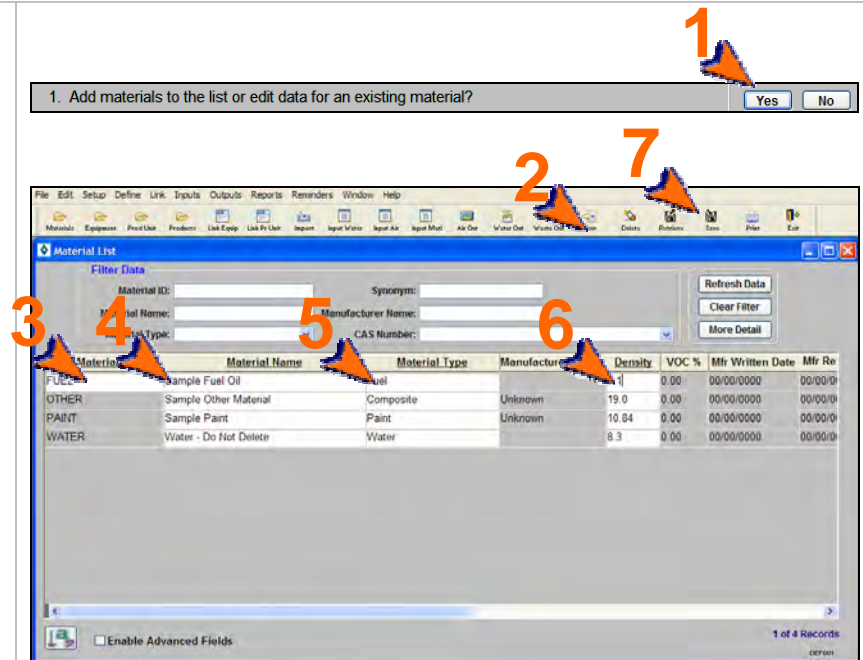 1
1. Add materials to the list or edit data for an existing material?
Yes No
2 7
File Edit Setup Define Link Inputs Outputs Reports Reminders Window Help
Materials Equipment Prod Unit Products Link Equip Link Pr Unit Import Input Water Input Air Input Matl Air Out Water Out Waste Out Delete Retrieve Save Print Exit
Material List
Filter Data
Material ID: Synonym: Refresh Data
Manufacturer Name: Clear Filter
CAS Number: More Detail
3 4 5 6
Material Name Material Type Density VOC % Mfr Written Date Mfr Re
Sample Fuel Oil 0.00 00/00/0000
OTHER Sample Other Material Composite Unknown 19.0 0.00 00/00/0000
PAINT Sample Paint Paint Unknown 10.84 0.00 00/00/0000
WATER Water - Do Not Delete Water 8.3 0.00 00/00/0000
Enable Advanced Fields
1 of 4 Records